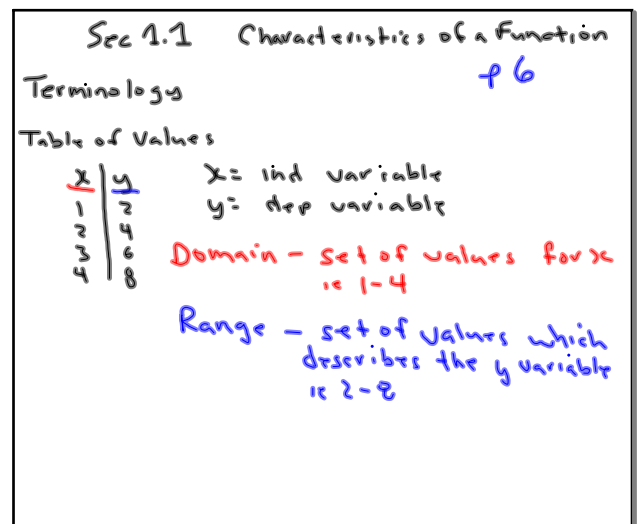 Sec 1.1 Characteristics of a Function
p 6
Terminology
Table of Values
x y
1 2
2 4
3 6
4 8
x = ind variable
y = dep variable
Domain - set of values for x
ie 1-4
Range - set of values which
describes the y variable
ie 2-8